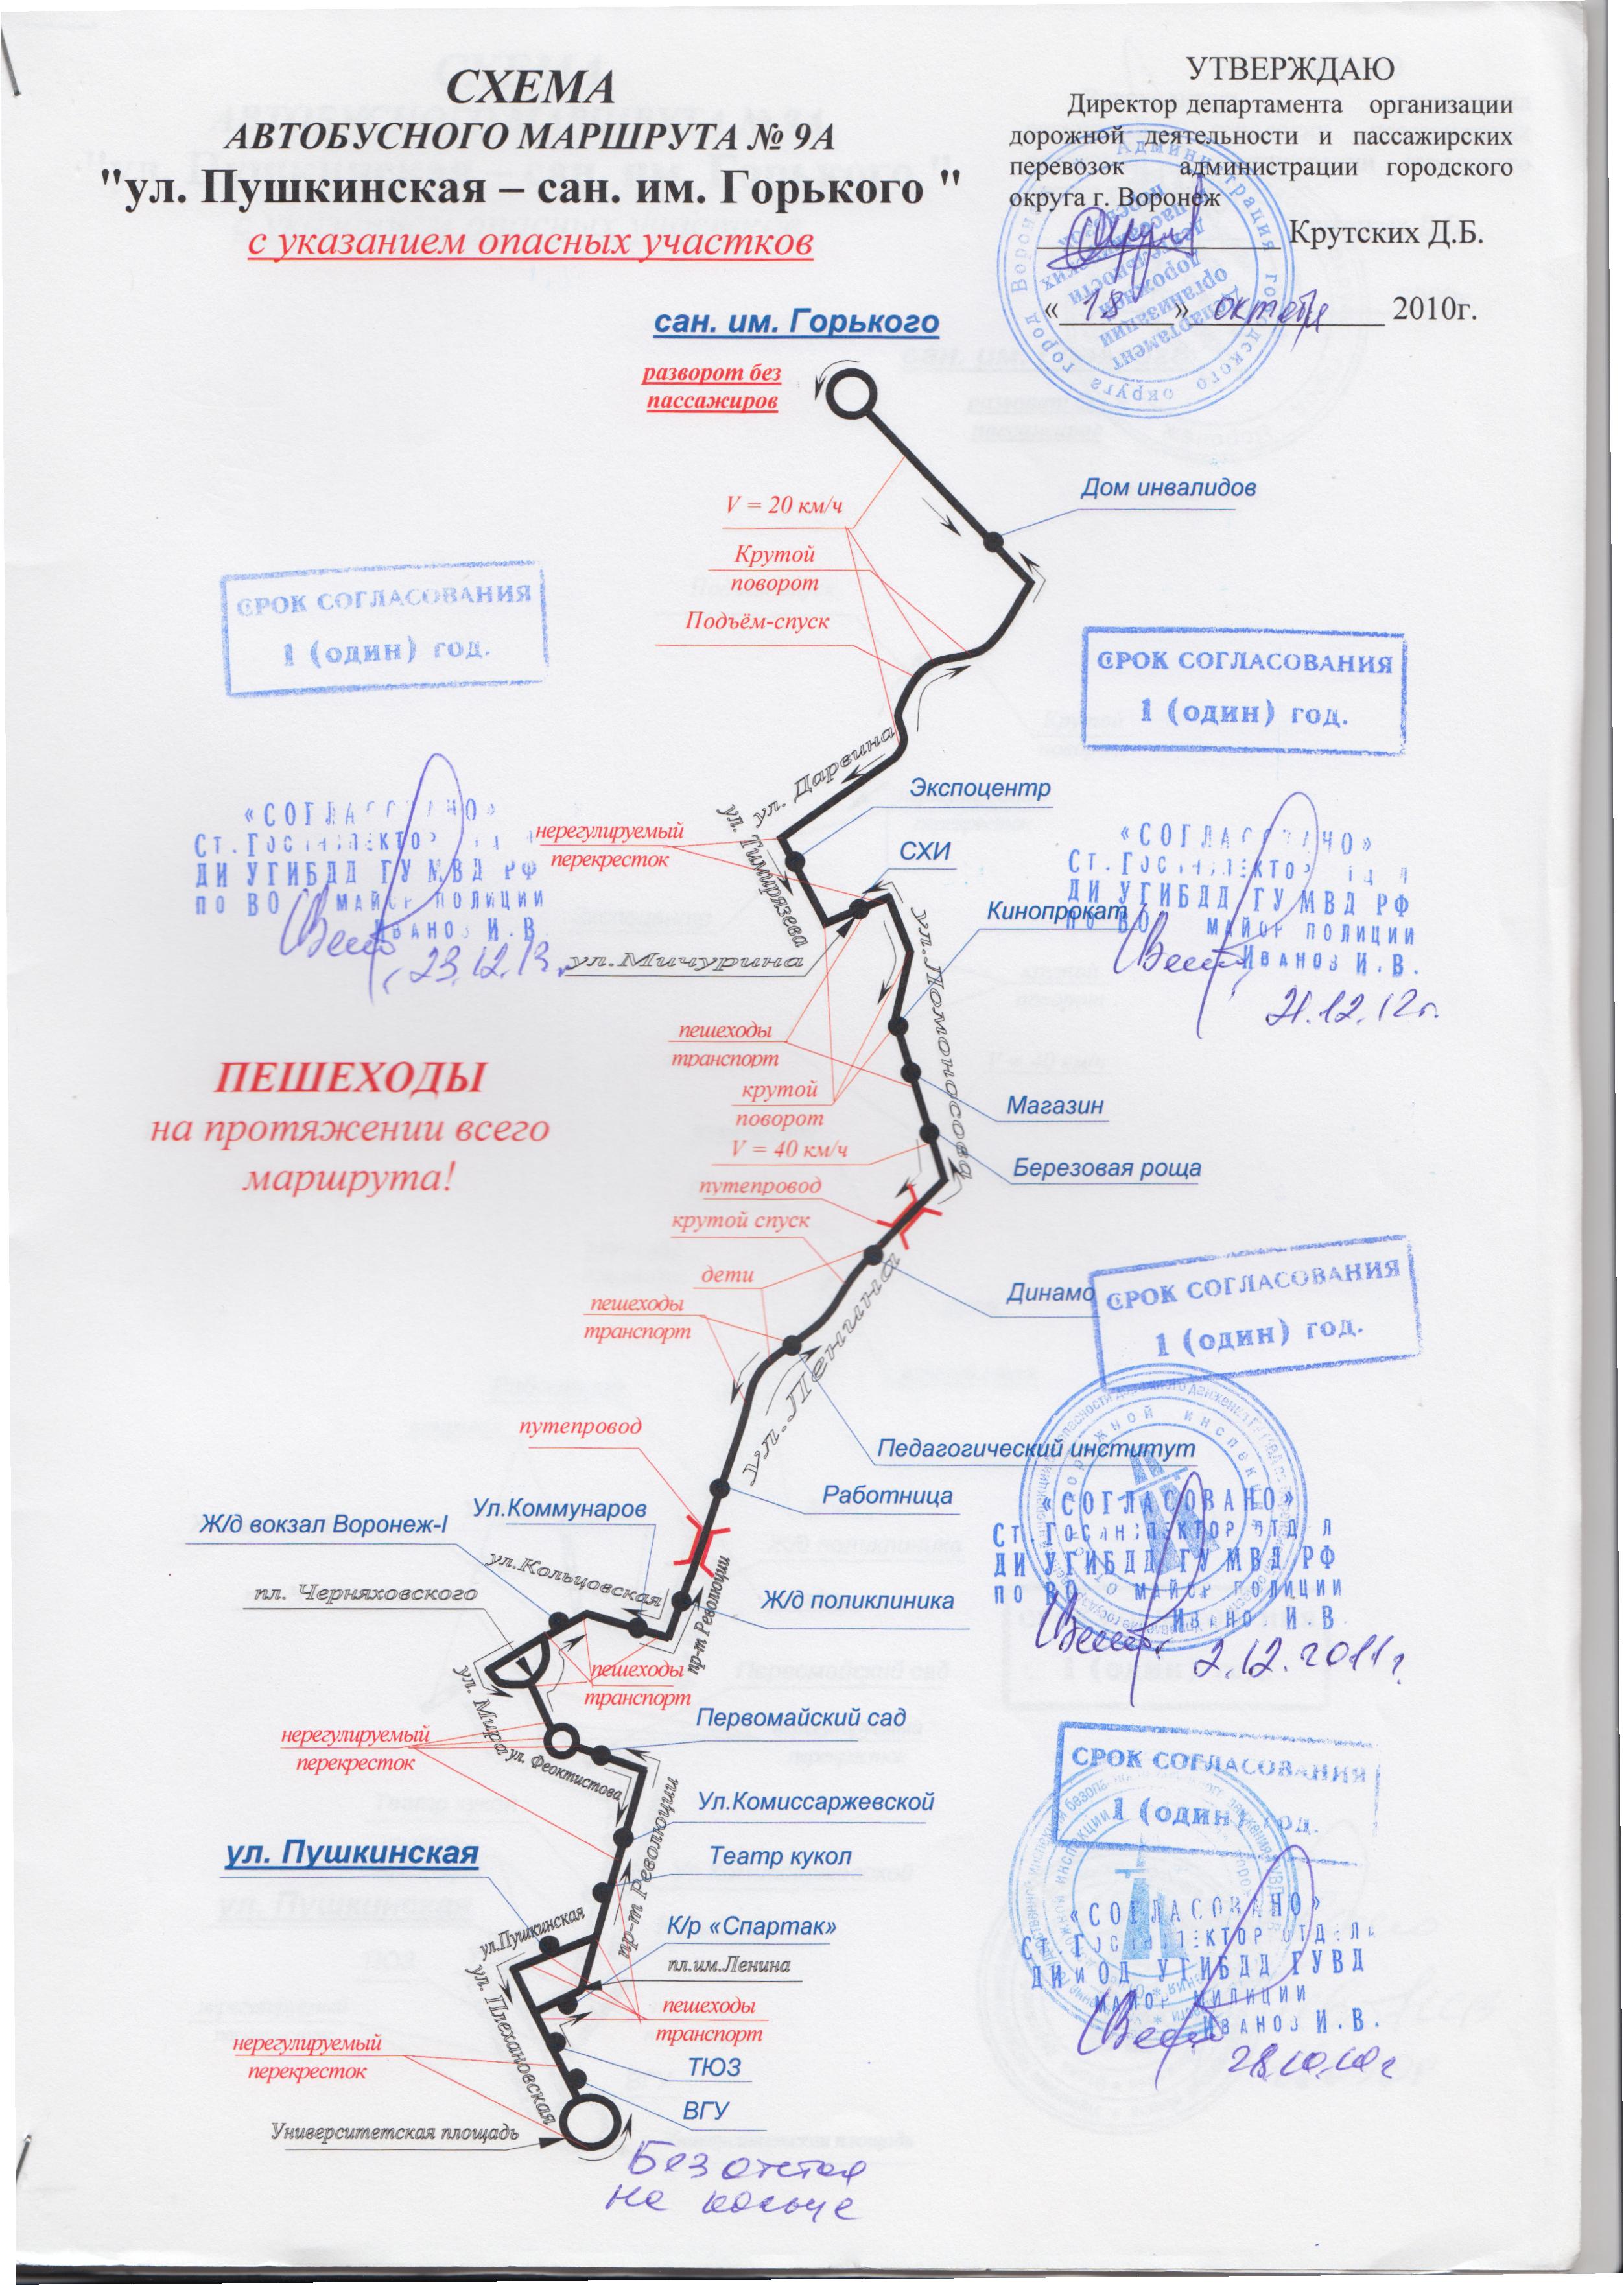 СХЕМА
АВТОБУСНОГО МАРШРУТА № 9А
"ул. Пушкинская – сан. им. Горького "
с указанием опасных участков
УТВЕРЖДАЮ
Директор департамента организации
дорожной деятельности и пассажирских
перевозок администрации городского
округа г. Воронеж
Крутских Д.Б.
« 18 » октября 2010г.
сан. им. Горького
разворот без
пассажиров
Дом инвалидов
V = 20 км/ч
Крутой
поворот
Подъём-спуск
СРОК СОГЛАСОВАНИЯ
1 (один) год.
СРОК СОГЛАСОВАНИЯ
1 (один) год.
ул. Дарвина
Экспоцентр
ул. Тимирязева
нерегулируемый
перекресток
СХИ
Кинопрокат
«СОГЛАСОВАНО»
Ст.Госинспектор
ДИ УГИБДД ГУ МВД РФ
по ВО майор полиции
Иванов И.В.
23.12.13
«СОГЛАСОВАНО»
Ст.Госинспектор
ДИ УГИБДД ГУ МВД РФ
по ВО майор полиции
Иванов И.В.
21.12.12г.
ул.Мичурина
ул.Ломоносова
ПЕШЕХОДЫ
на протяжении всего
маршрута!
пешеходы
транспорт
крутой
поворот
Магазин
V = 40 км/ч
Березовая роща
путепровод
крутой спуск
дети
Динамо
СРОК СОГЛАСОВАНИЯ
1 (один) год.
пешеходы
транспорт
ул.Ленина
путепровод
Педагогический институт
Работница
Ул.Коммунаров
Ж/д вокзал Воронеж-I
«СОГЛАСОВАНО»
Ст.Госинспектор отдела
ДИ УГИБДД ГУ МВД РФ
по ВО майор полиции
Иванов И.В.
2.12.2011г
ул.Кольцовская
пл. Черняховского
Ж/д поликлиника
пр-т Революции
пешеходы
транспорт
ул. Мира
Первомайский сад
нерегулируемый
перекресток
ул. Феоктистова
СРОК СОГЛАСОВАНИЯ
1 (один) год.
Ул.Комиссаржевской
ул. Пушкинская
Театр кукол
пр-т Революции
К/р «Спартак»
ул.Пушкинская
пл.им.Ленина
«СОГЛАСОВАНО»
Ст.Госинспектор отдела
ДИ и ОД УГИБДД ГУВД
майор милиции
Иванов И.В.
28.10.10г
ул. Плехановская
пешеходы
транспорт
нерегулируемый
перекресток
ТЮЗ
ВГУ
Университетская площадь
Без отстоя
на кольце